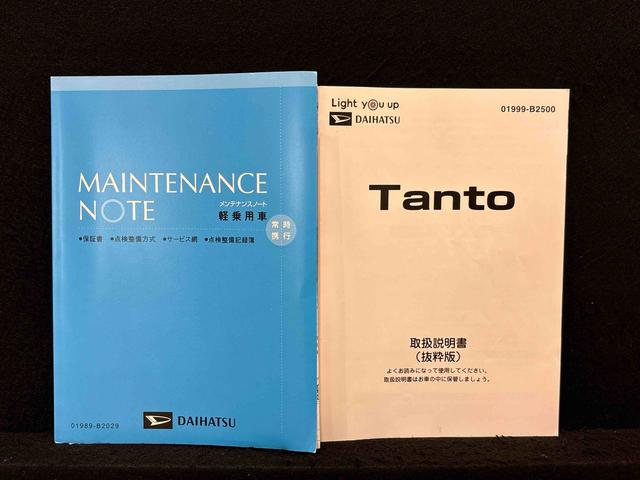 MAINTENANCE
NOTE
メンテナンスノート
軽乗用車
常時
携行
●保証書 ●点検整備方式 ●サービス網 ●点検整備記録簿
DAIHATSU
01989-B2029
Light you up
DAIHATSU
01999-B2500
Tanto
取扱説明書
(抜粋版)
よくお読みになって使用してください。
取扱説明書はお車の中に保管しましょう。